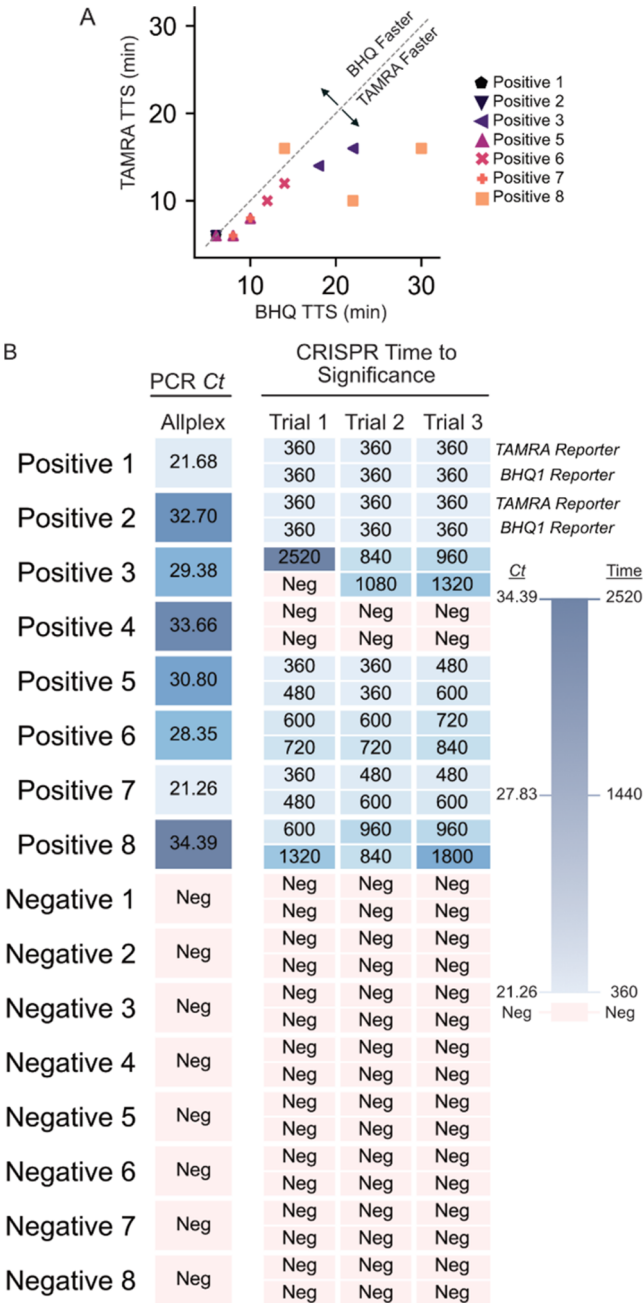 A
30
20
10
TAMRA TTS (min)
BHQ Faster
TAMRA Faster
10 20 30
BHQ TTS (min)
Positive 1
Positive 2
Positive 3
Positive 5
Positive 6
Positive 7
Positive 8
B
CRISPR Time to
Significance
PCR Ct
Allplex Trial 1 Trial 2 Trial 3
Positive 1 21.68
360 360 360 TAMRA Reporter
360 360 360 BHQ1 Reporter
Positive 2 32.70
360 360 360 TAMRA Reporter
360 360 360 BHQ1 Reporter
Positive 3 29.38
2520 840 960
Neg 1080 1320
Positive 4 33.66
Neg Neg Neg
Neg Neg Neg
Positive 5 30.80
360 360 480
480 360 600
Positive 6 28.35
600 600 720
720 720 840
Positive 7 21.26
360 480 480
480 600 600
Positive 8 34.39
600 960 960
1320 840 1800
Negative 1 Neg
Neg Neg Neg
Neg Neg Neg
Negative 2 Neg
Neg Neg Neg
Neg Neg Neg
Negative 3 Neg
Neg Neg Neg
Neg Neg Neg
Negative 4 Neg
Neg Neg Neg
Neg Neg Neg
Negative 5 Neg
Neg Neg Neg
Neg Neg Neg
Negative 6 Neg
Neg Neg Neg
Neg Neg Neg
Negative 7 Neg
Neg Neg Neg
Neg Neg Neg
Negative 8 Neg
Neg Neg Neg
Neg Neg Neg
Ct Time
34.39 2520
27.83 1440
21.26 360
Neg Neg